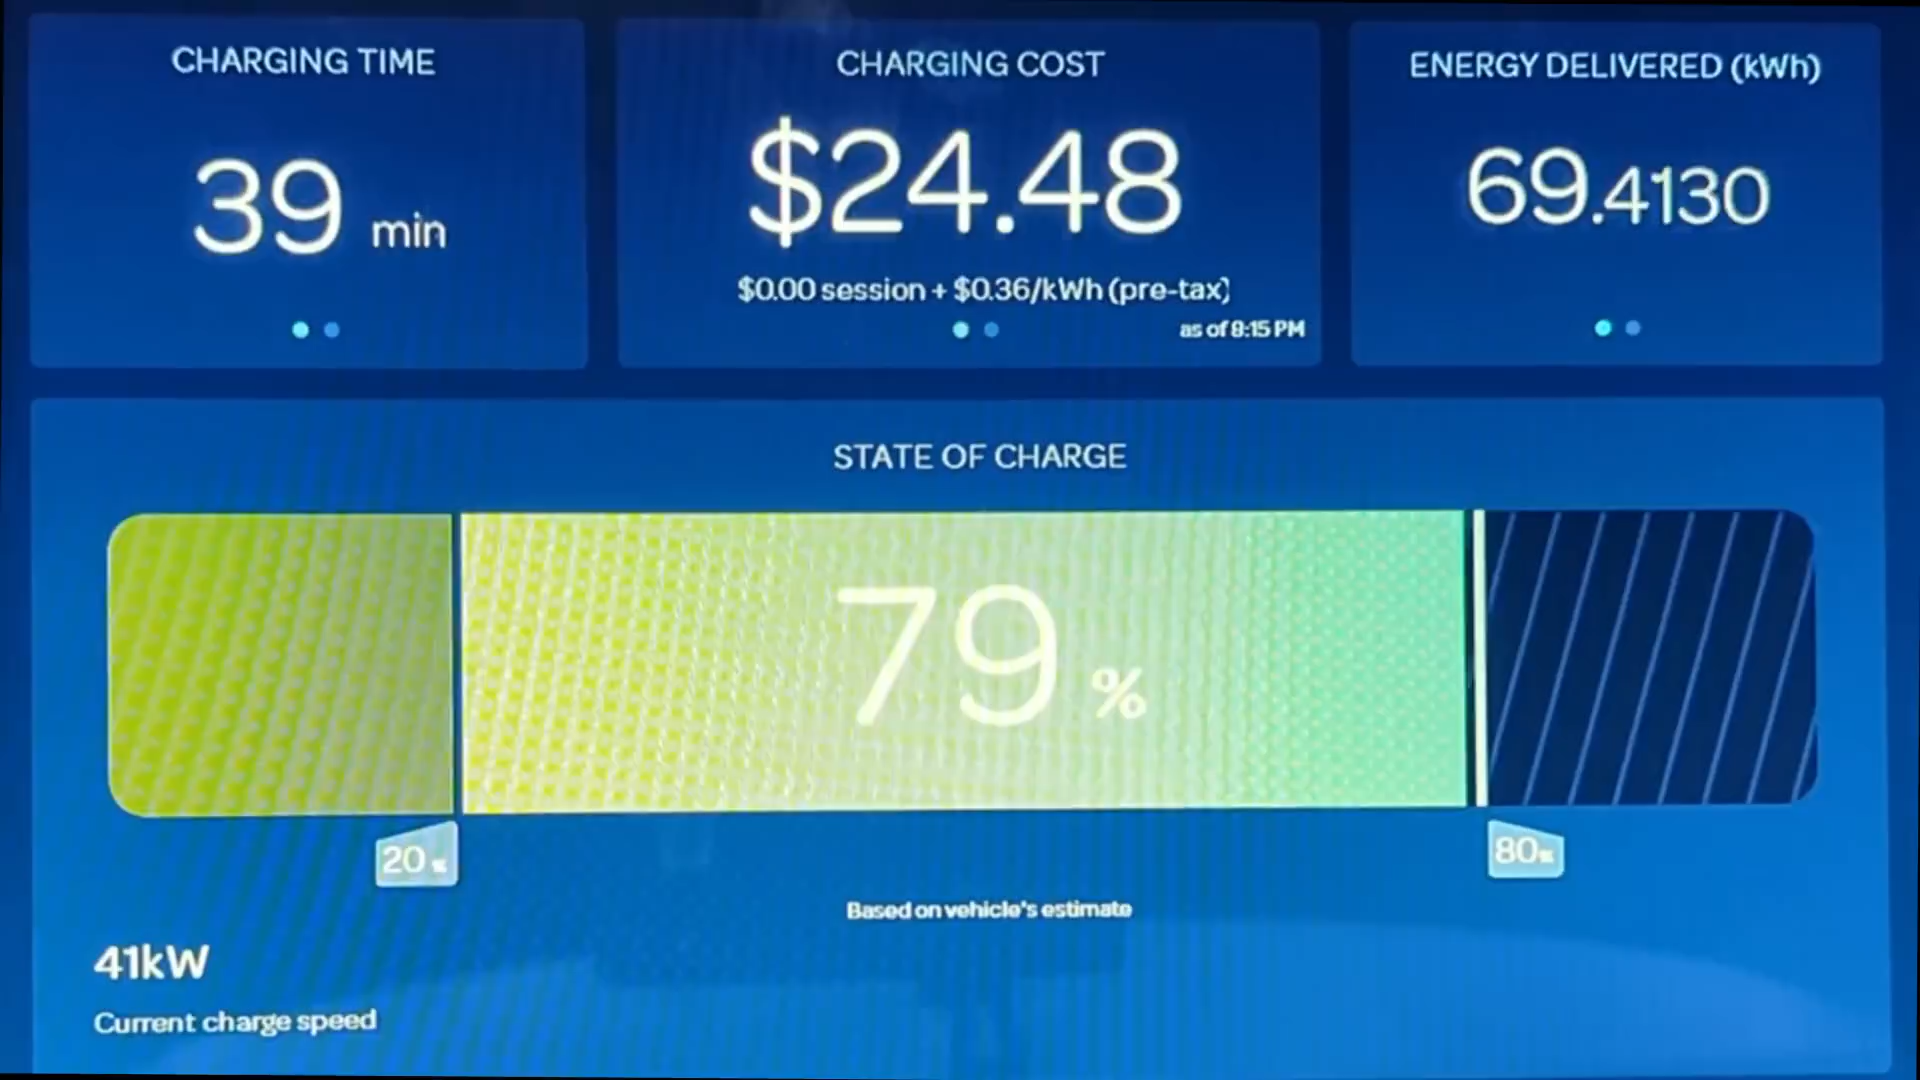 CHARGING TIME
39 min
CHARGING COST
$24.48
$0.00 session + $0.36/kWh (pre-tax)
as of 8:15 PM
ENERGY DELIVERED (kWh)
69.4130
STATE OF CHARGE
79 %
20 %
80 %
Based on vehicle's estimate
41kW
Current charge speed